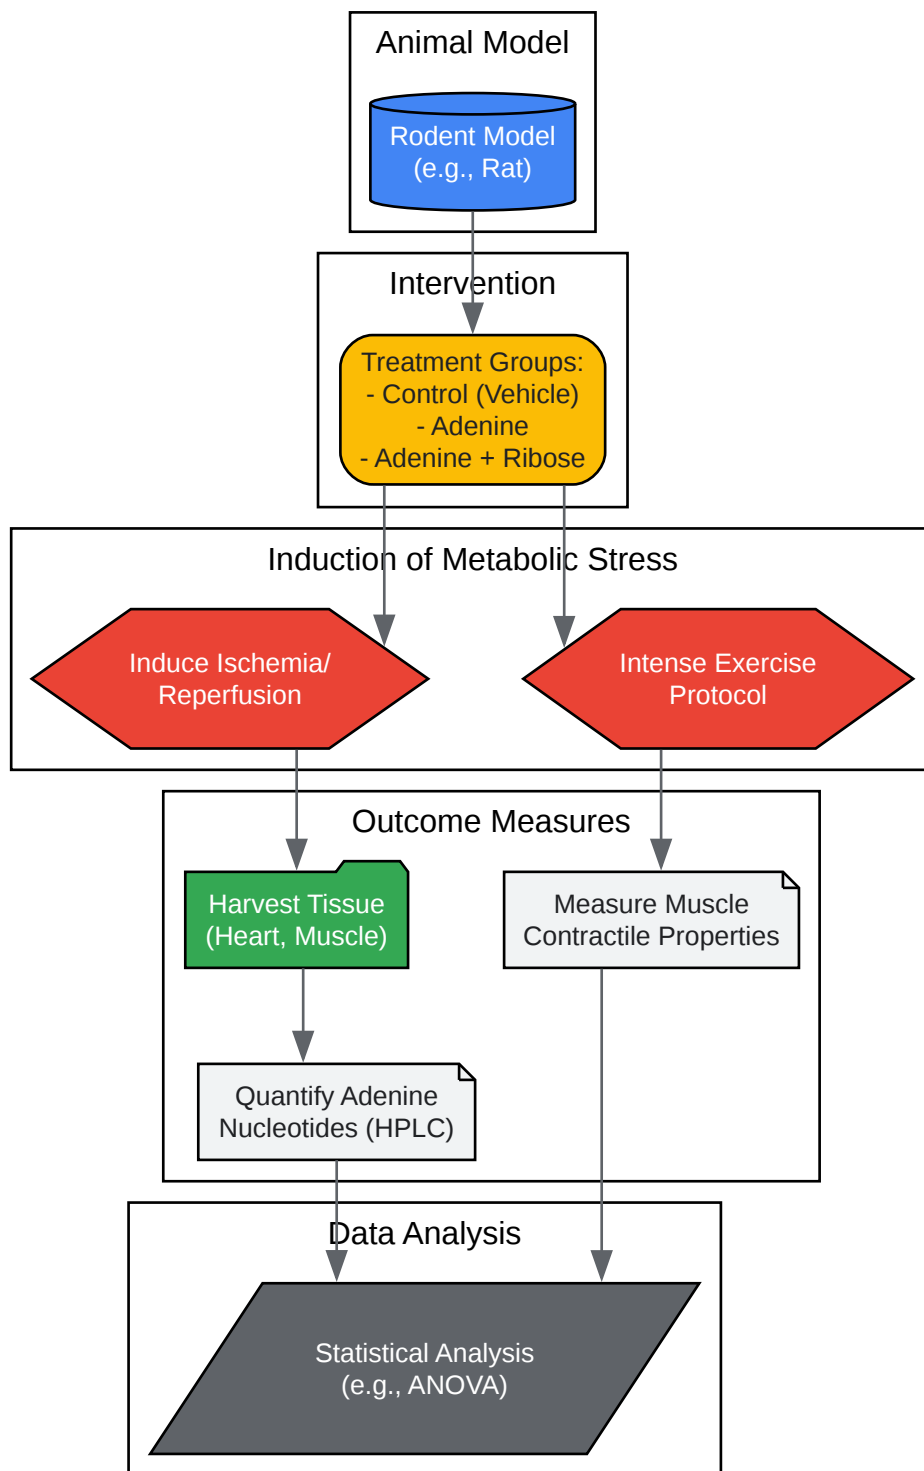 Animal Model
Rodent Model
(e.g., Rat)
Intervention
Treatment Groups:
- Control (Vehicle)
- Adenine
- Adenine + Ribose
Induction of Metabolic Stress
Induce Ischemia/
Reperfusion
Intense Exercise
Protocol
Outcome Measures
Harvest Tissue
(Heart, Muscle)
Measure Muscle
Contractile Properties
Quantify Adenine
Nucleotides (HPLC)
Data Analysis
Statistical Analysis
(e.g., ANOVA)